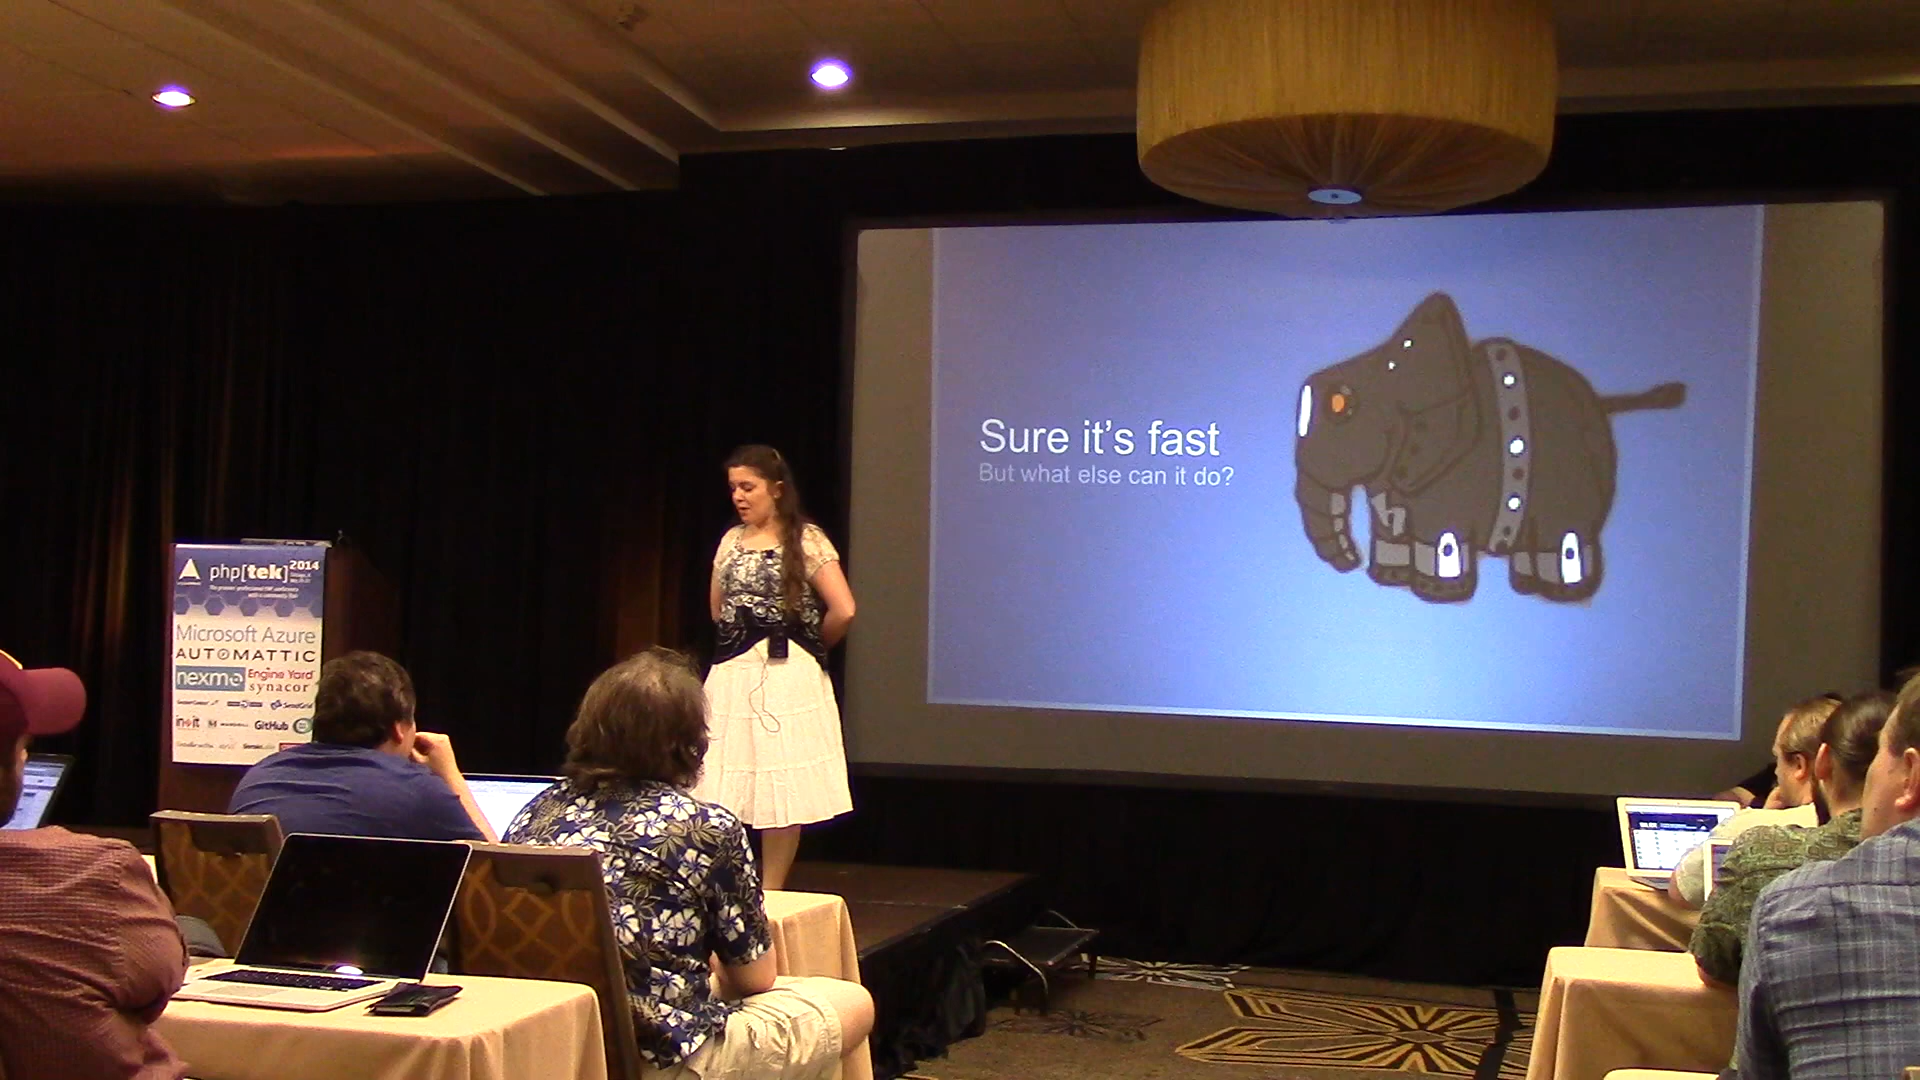 Sure it's fast
But what else can it do?
php[tek] 2014
Microsoft Azure
AUTOMATTIC
nexmo Engine Yard
synacor
SendGrid
GitHub